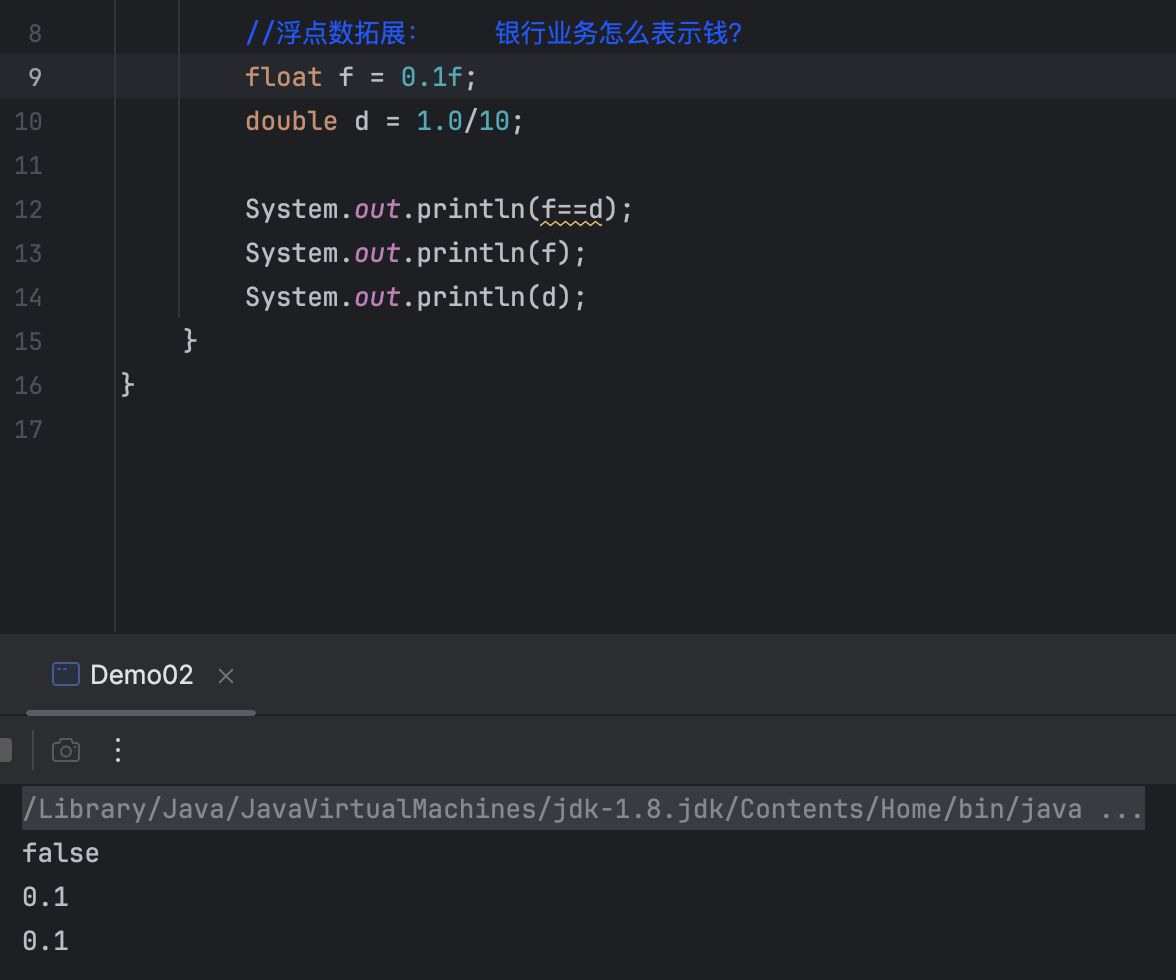 8 //浮点数拓展： 银行业务怎么表示钱?
9 float f = 0.1f;
10 double d = 1.0/10;
11
12 System.out.println(f==d);
13 System.out.println(f);
14 System.out.println(d);
15 }
16 }
17
Demo02
/Library/Java/JavaVirtualMachines/jdk-1.8.jdk/Contents/Home/bin/java ...
false
0.1
0.1